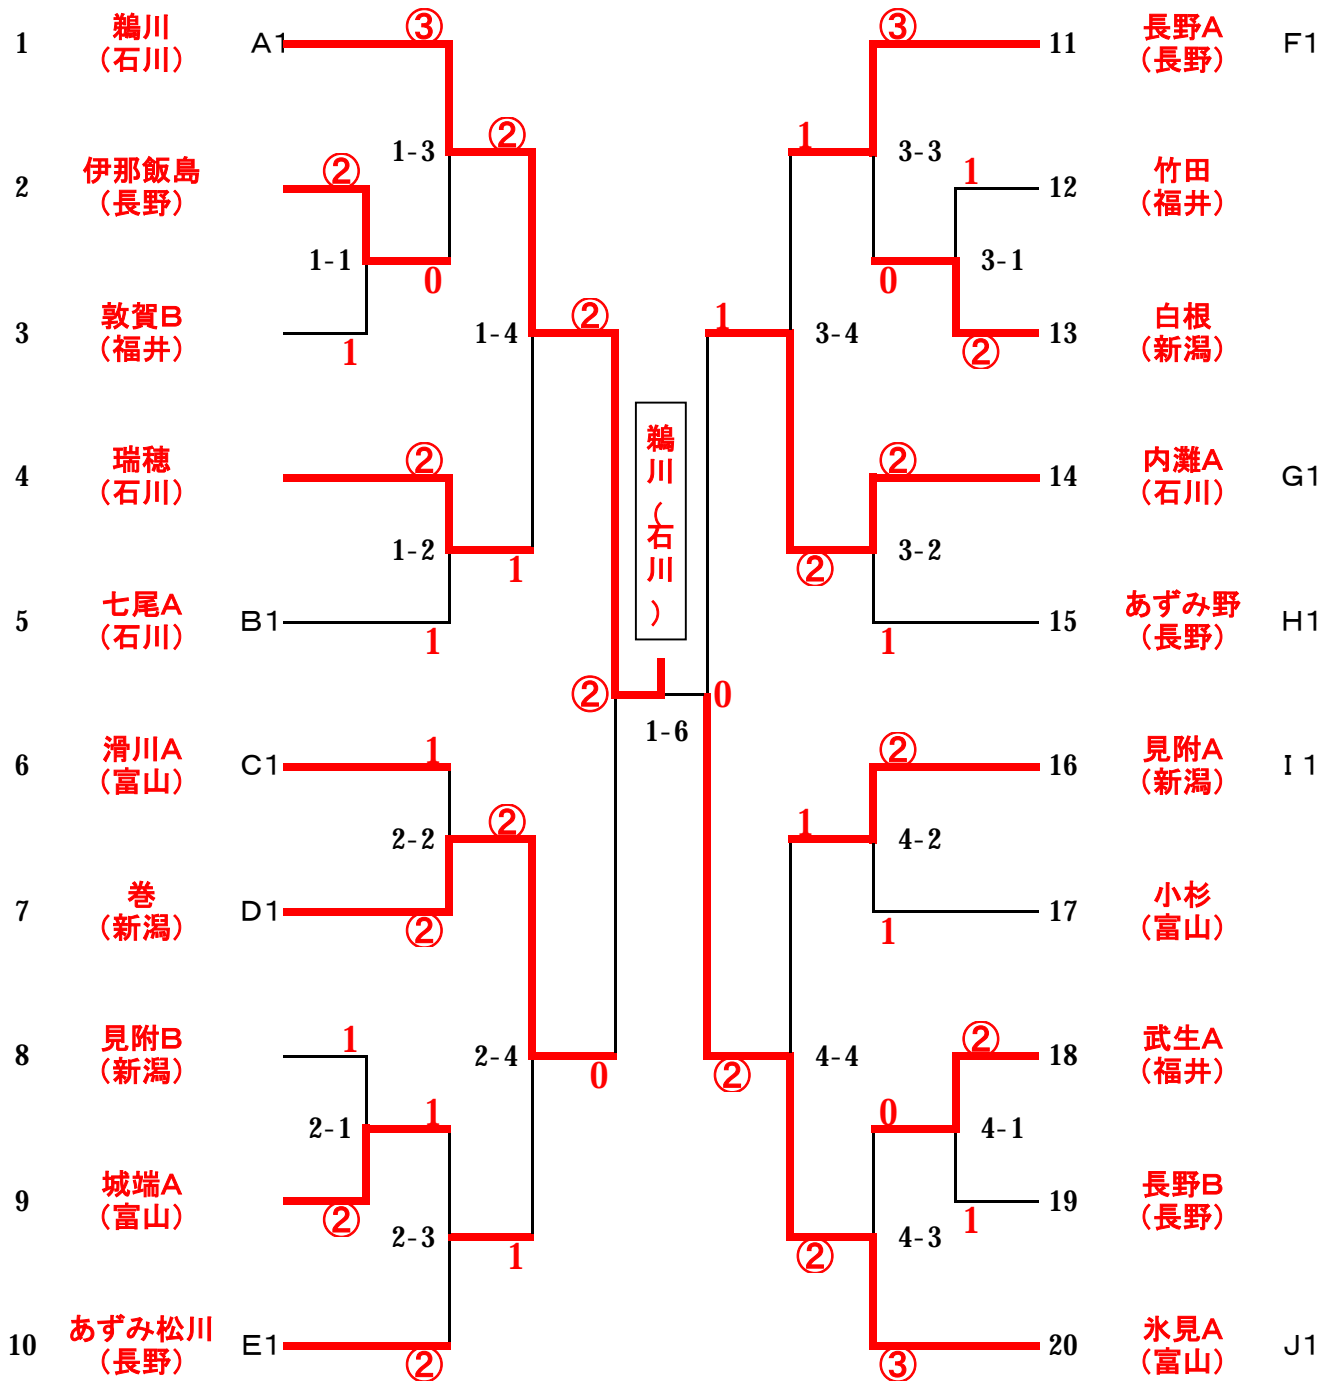 1 鵜川 A1 ③ ③ 11 長野A F1
(石川) (長野)
1-3 ② 1 3-3
2 伊那飯島 ② 1 12 竹田
(長野) (福井)
1-1 0 0 3-1
3 敦賀B 1 1-4 ② 1 3-4 ② 13 白根
(福井) (新潟)
鵜川(石川)
4 瑞穂 ② ② 14 内灘A G1
(石川) (石川)
1-2 1 ② 3-2
5 七尾A B1 1 1 15 あずみ野 H1
(石川) (長野)
② 0
1-6
6 滑川A C1 1 ② 16 見附A I1
(富山) (新潟)
2-2 ② 1 4-2
7 巻 D1 ② 1 17 小杉
(新潟) (富山)
8 見附B 1 2-4 0 ② 4-4 ② 18 武生A
(新潟) (福井)
2-1 1 0 4-1
9 城端A ② 1 19 長野B
(富山) (長野)
2-3 1 ② 4-3
10 あずみ松川 E1 ② ③ 20 氷見A J1
(長野) (富山)